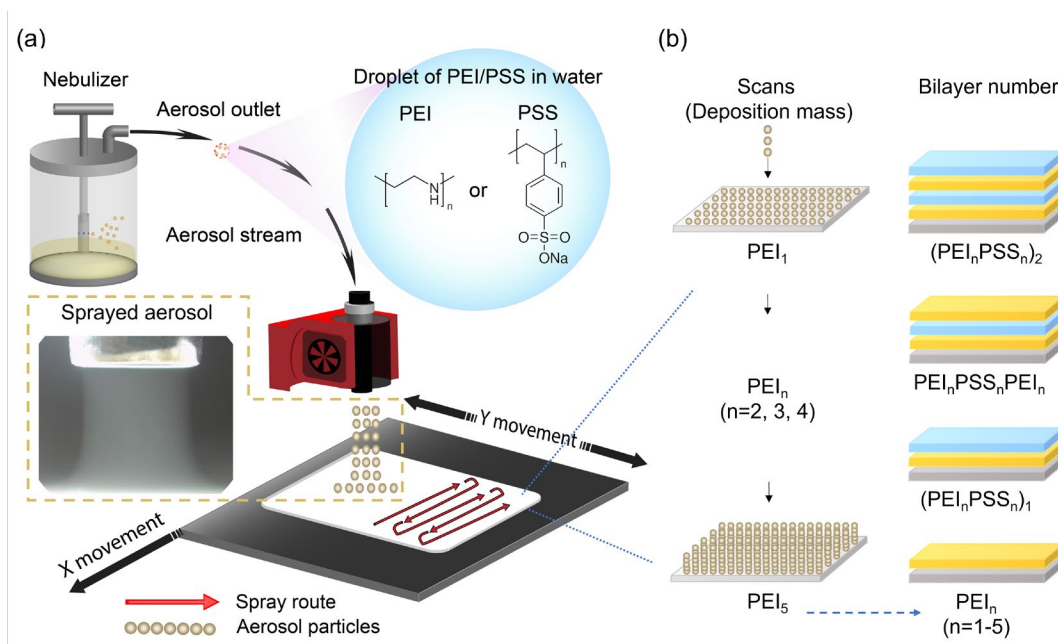 (a)
Nebulizer
Aerosol outlet
Aerosol stream
Droplet of PEI/PSS in water
PEI
PSS
N
H
n
or
n
O=S=O
ONa
Sprayed aerosol
Y movement
X movement
Spray route
Aerosol particles
(b)
Scans
(Deposition mass)
PEI₁
PEIₙ
(n=2, 3, 4)
PEI₅
Bilayer number
(PEIₙPSSₙ)₂
PEIₙPSSₙPEIₙ
(PEIₙPSSₙ)₁
PEIₙ
(n=1-5)